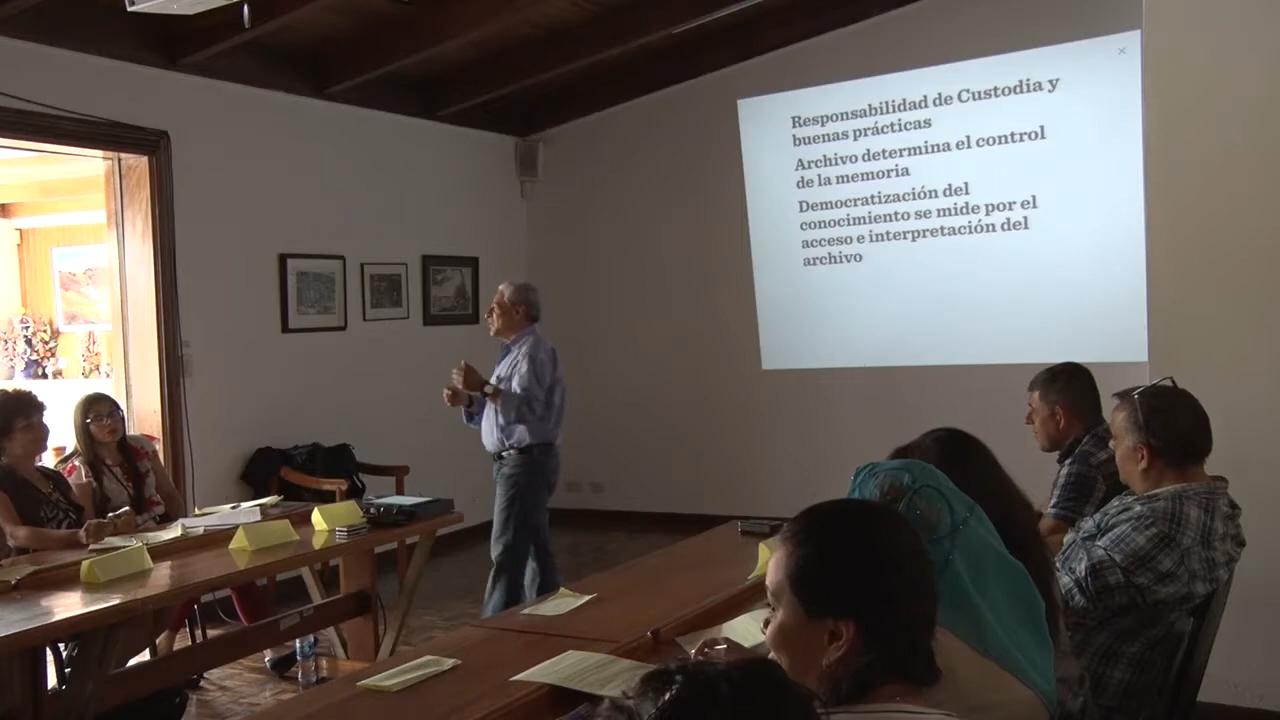 Responsabilidad de Custodia y
buenas prácticas
Archivo determina el control
de la memoria
Democratización del
conocimiento se mide por el
acceso e interpretación del
archivo